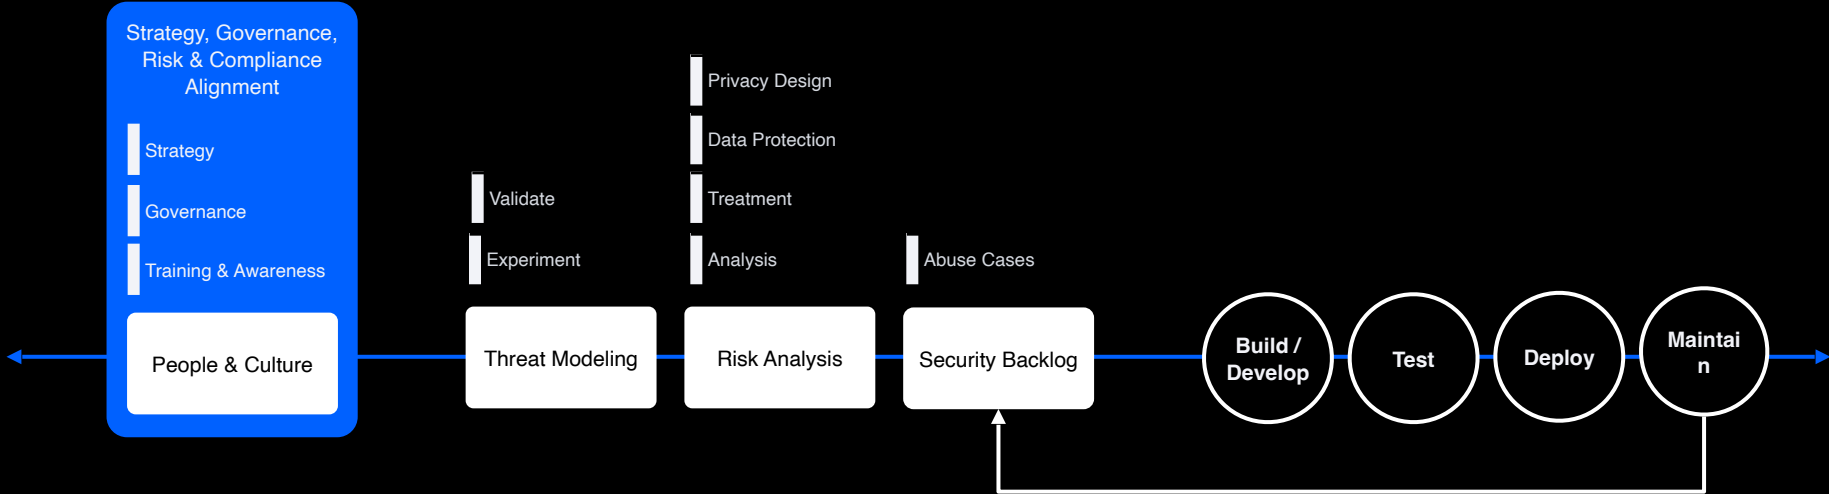 Strategy, Governance,
Risk & Compliance
Alignment
Strategy
Governance
Training & Awareness
People & Culture
Validate
Experiment
Threat Modeling
Privacy Design
Data Protection
Treatment
Analysis
Risk Analysis
Abuse Cases
Security Backlog
Build /
Develop
Test
Deploy
Maintai
n